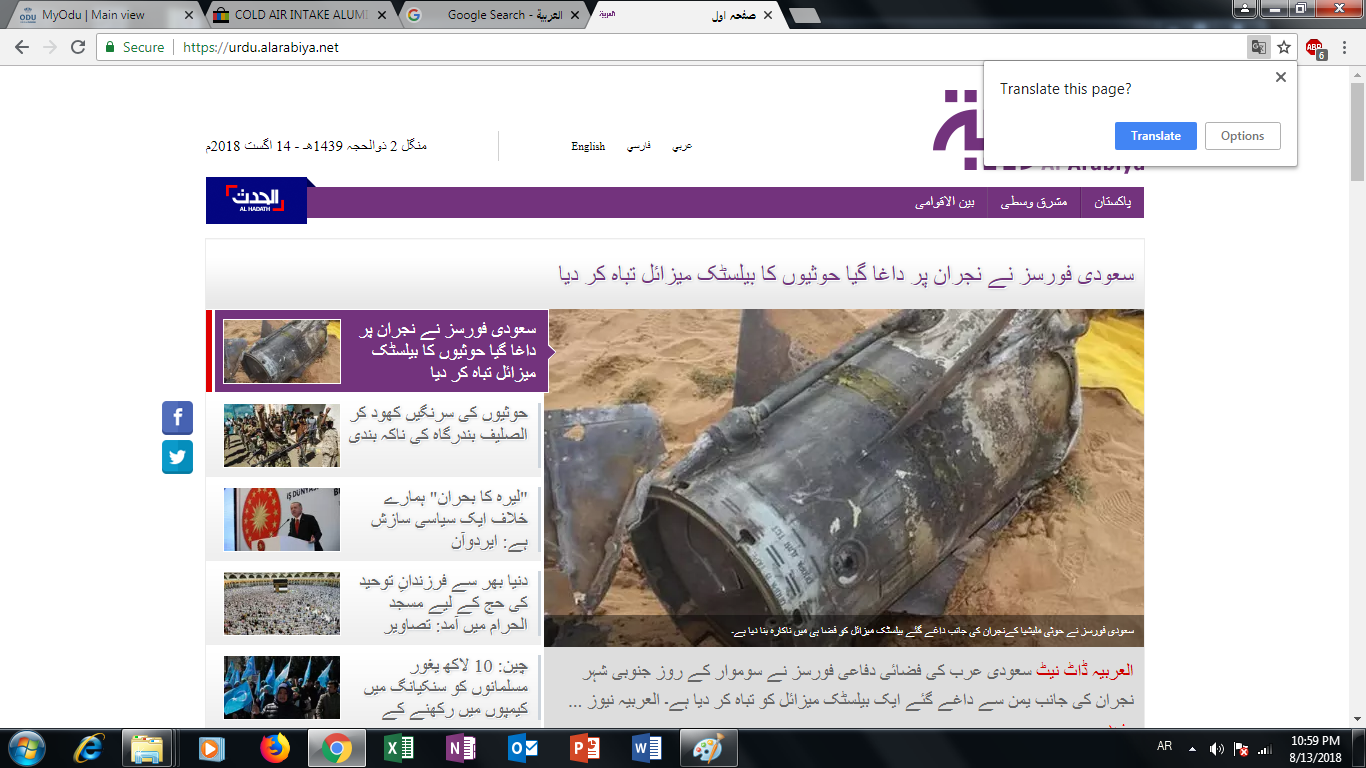 MyOdu | Main view
COLD AIR INTAKE ALUMI
Google Search - العربية
صفحہ اول
Secure
https://urdu.alarabiya.net
ABP
6
Translate this page?
Translate
Options
Al Arabiya
منگل 2 ذوالحجہ 1439هـ - 14 اگست 2018م
English
فارسي
عربي
الحدث
AL HADATH
پاکستان
مشرق وسطی
بین الاقوامی
سعودی فورسز نے نجران پر داغا گیا حوثیوں کا بیلسٹک میزائل تباہ کر دیا
سعودی فورسز نے نجران پر
داغا گیا حوثیوں کا بیلسٹک
میزائل تباہ کر دیا
حوثیوں کی سرنگیں کھود کر
الصلیف بندرگاہ کی ناکہ بندی
"لیرہ کا بحران" ہمارے
خلاف ایک سیاسی سازش
ہے: ایردوآن
دنیا بھر سے فرزندانِ توحید
کی حج کے لیے مسجد
الحرام میں آمد: تصاویر
چین: 10 لاکھ یغور
مسلمانوں کو سنکیانگ میں
کیمپوں میں رکھنے کے
سعودی فورسز نے حوثی ملیشیا کےنجران کی جانب داغے گئے بیلسٹک میزائل کو فضا ہی میں ناکارہ بنا دیا ہے۔
العربیہ ڈاٹ نیٹ سعودی عرب کی فضائی دفاعی فورسز نے سوموار کے روز جنوبی شہر
نجران کی جانب یمن سے داغے گئے ایک بیلسٹک میزائل کو تباہ کر دیا ہے۔ العربیہ نیوز ...
AR
10:59 PM
8/13/2018